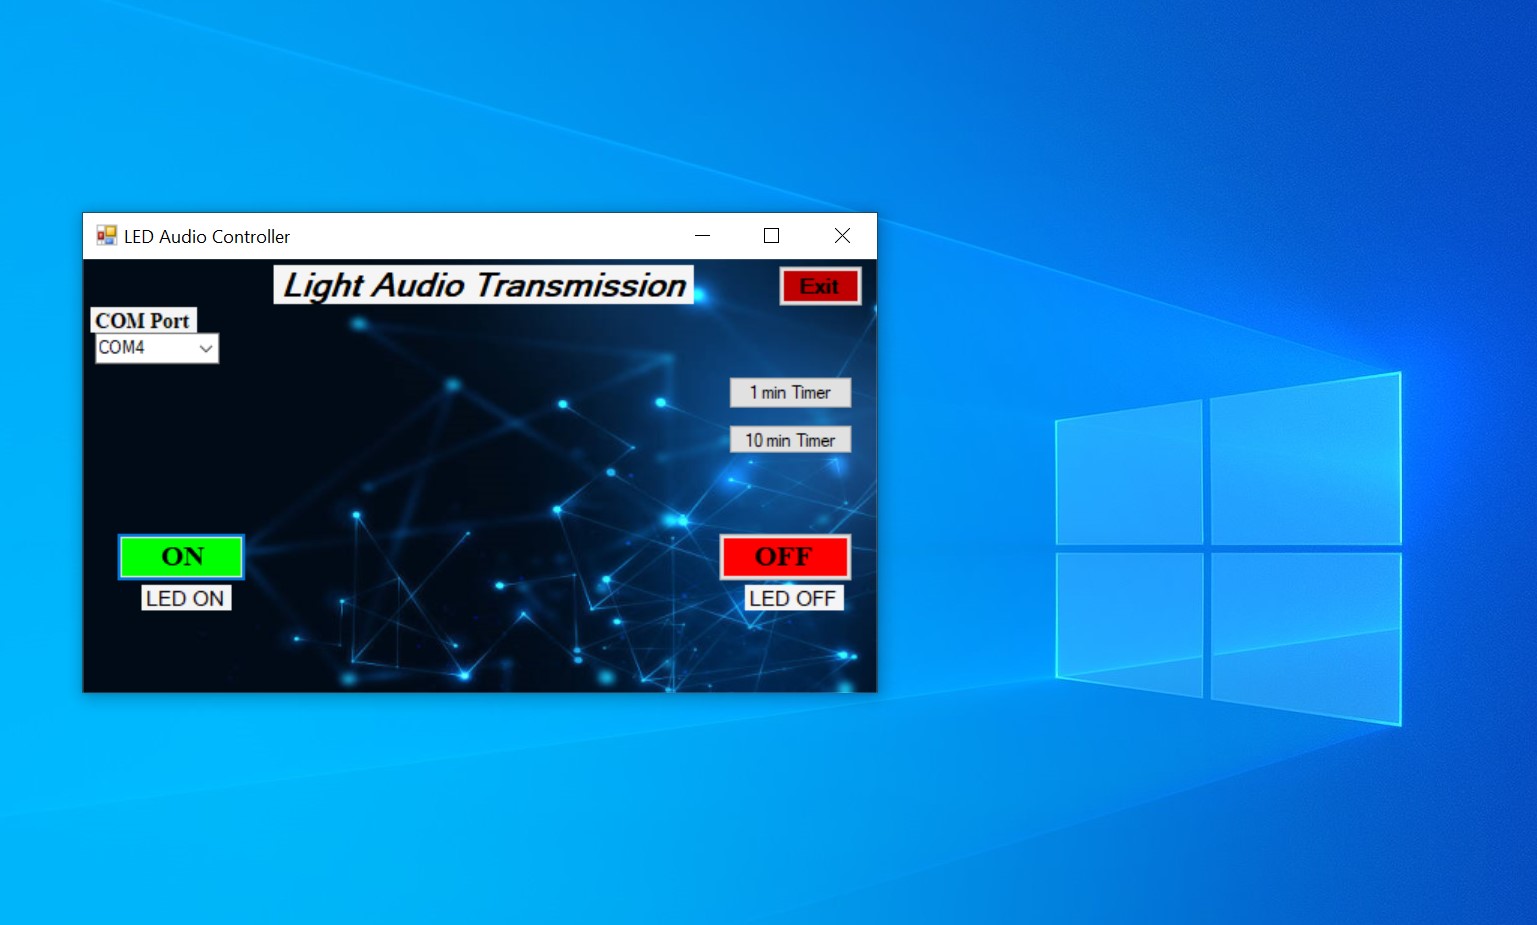 LED Audio Controller
Light Audio Transmission
Exit
COM Port
COM4
1 min Timer
10 min Timer
ON
OFF
LED ON
LED OFF